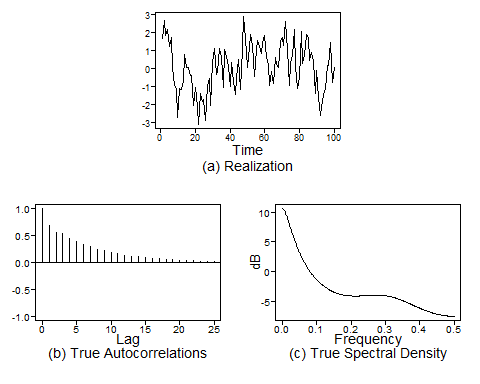 3
2
1
0
-1
-2
-3
0 20 40 60 80 100
Time
(a) Realization
1.0
0.5
0.0
-0.5
-1.0
0 5 10 15 20 25
Lag
(b) True Autocorrelations
10
5
0
-5
dB
0.0 0.1 0.2 0.3 0.4 0.5
Frequency
(c) True Spectral Density